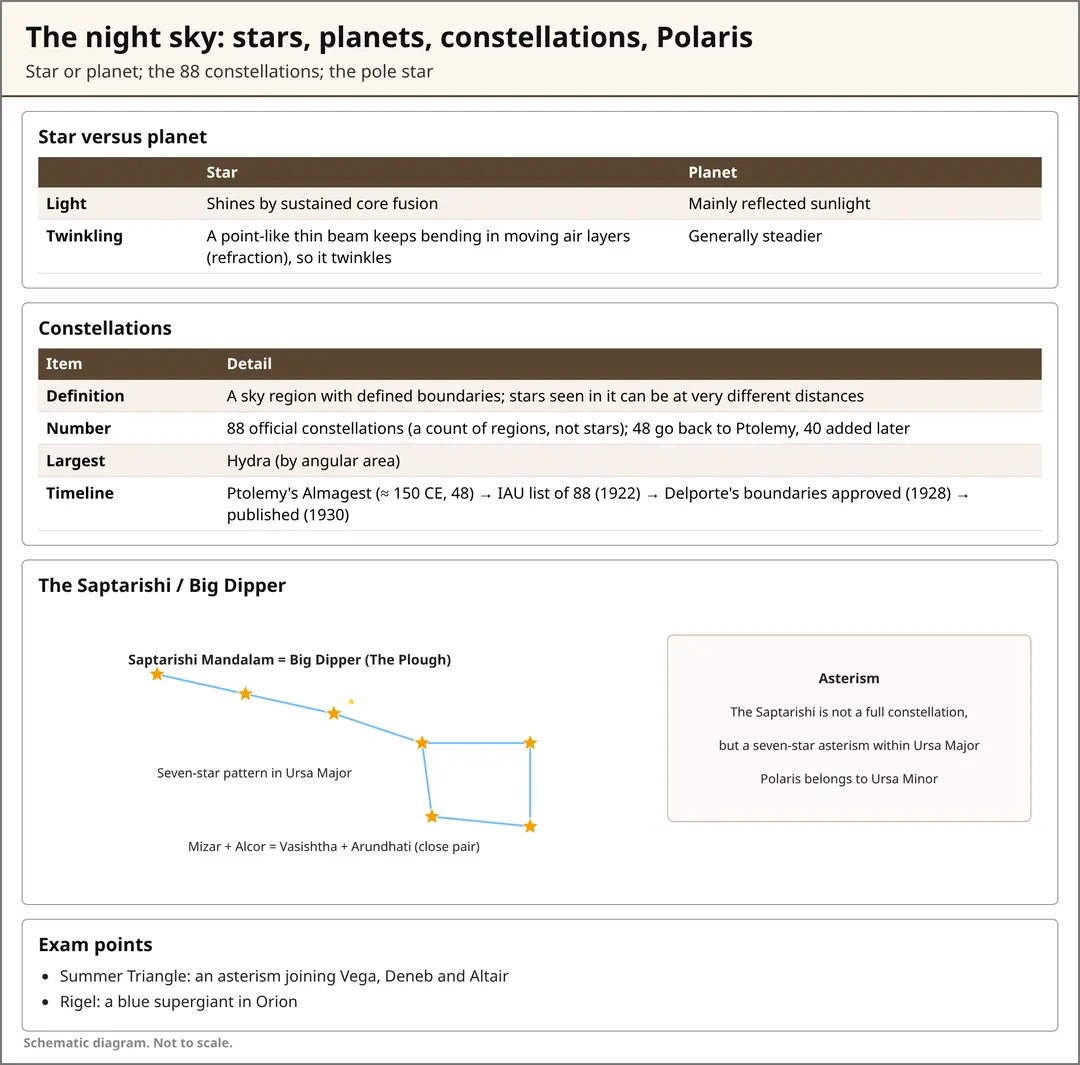 The night sky: stars, planets, constellations, Polaris
Star or planet; the 88 constellations; the pole star
Star versus planet
Star Planet
Light Shines by sustained core fusion Mainly reflected sunlight
Twinkling A point-like thin beam keeps bending in moving air layers Generally steadier
(refraction), so it twinkles
Constellations
Item Detail
Definition A sky region with defined boundaries; stars seen in it can be at very different distances
Number 88 official constellations (a count of regions, not stars); 48 go back to Ptolemy, 40 added later
Largest Hydra (by angular area)
Timeline Ptolemy's Almagest (≈ 150 CE, 48) → IAU list of 88 (1922) → Delporte's boundaries approved (1928) →
published (1930)
The Saptarishi / Big Dipper
Saptarishi Mandalam = Big Dipper (The Plough)
Seven-star pattern in Ursa Major
Mizar + Alcor = Vasishtha + Arundhati (close pair)
Asterism
The Saptarishi is not a full constellation,
but a seven-star asterism within Ursa Major
Polaris belongs to Ursa Minor
Exam points
• Summer Triangle: an asterism joining Vega, Deneb and Altair
• Rigel: a blue supergiant in Orion
Schematic diagram. Not to scale.